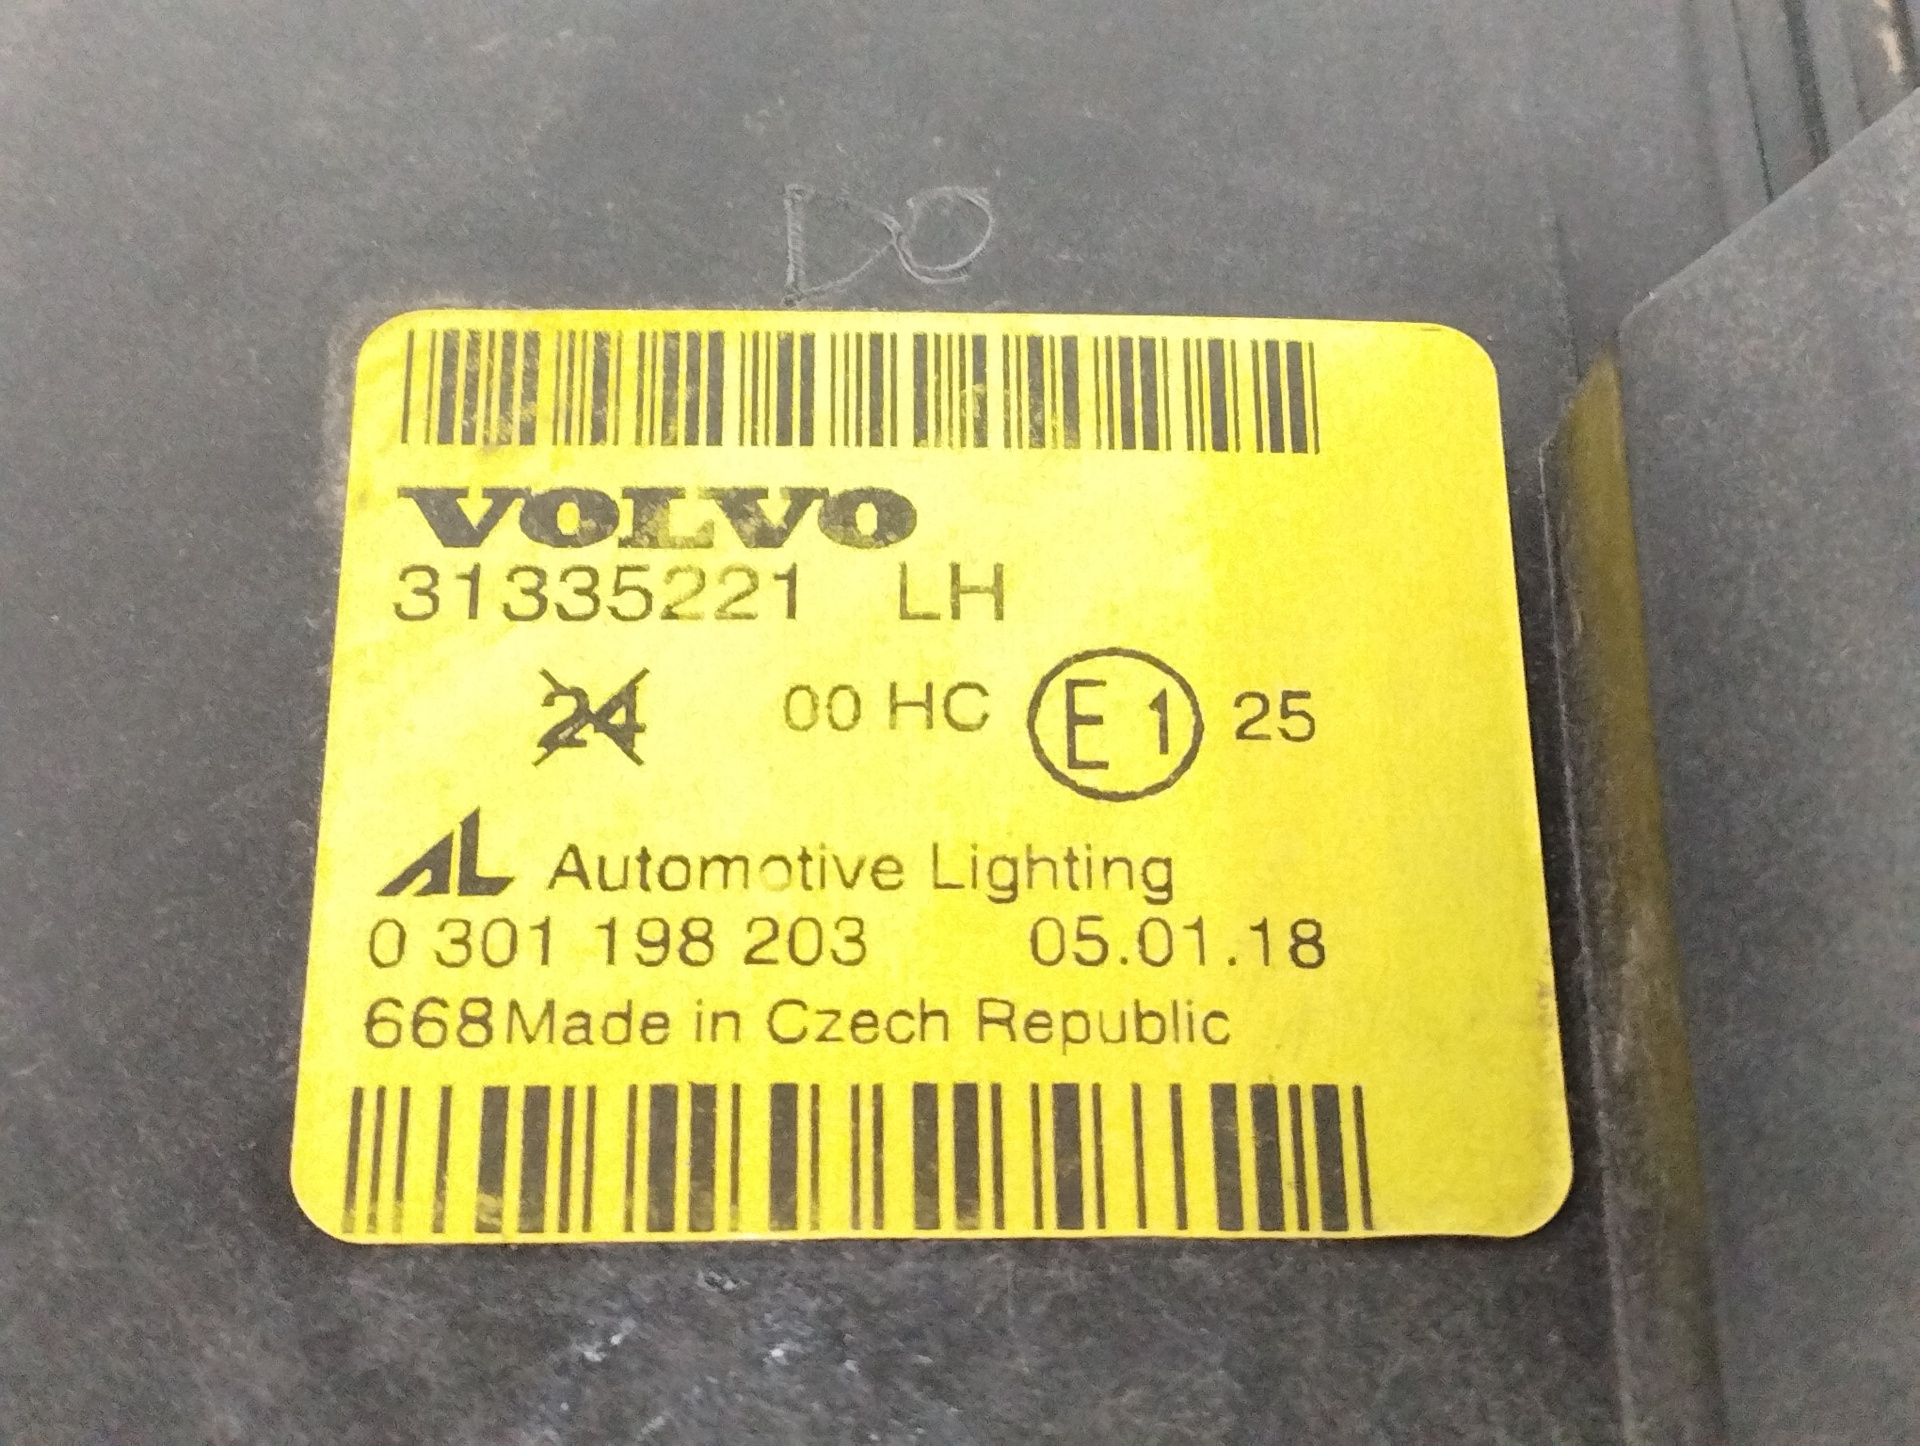 VOLVO
31335221 LH
24 00 HC E1 25
AL Automotive Lighting
0 301 198 203 05.01.18
668 Made in Czech Republic